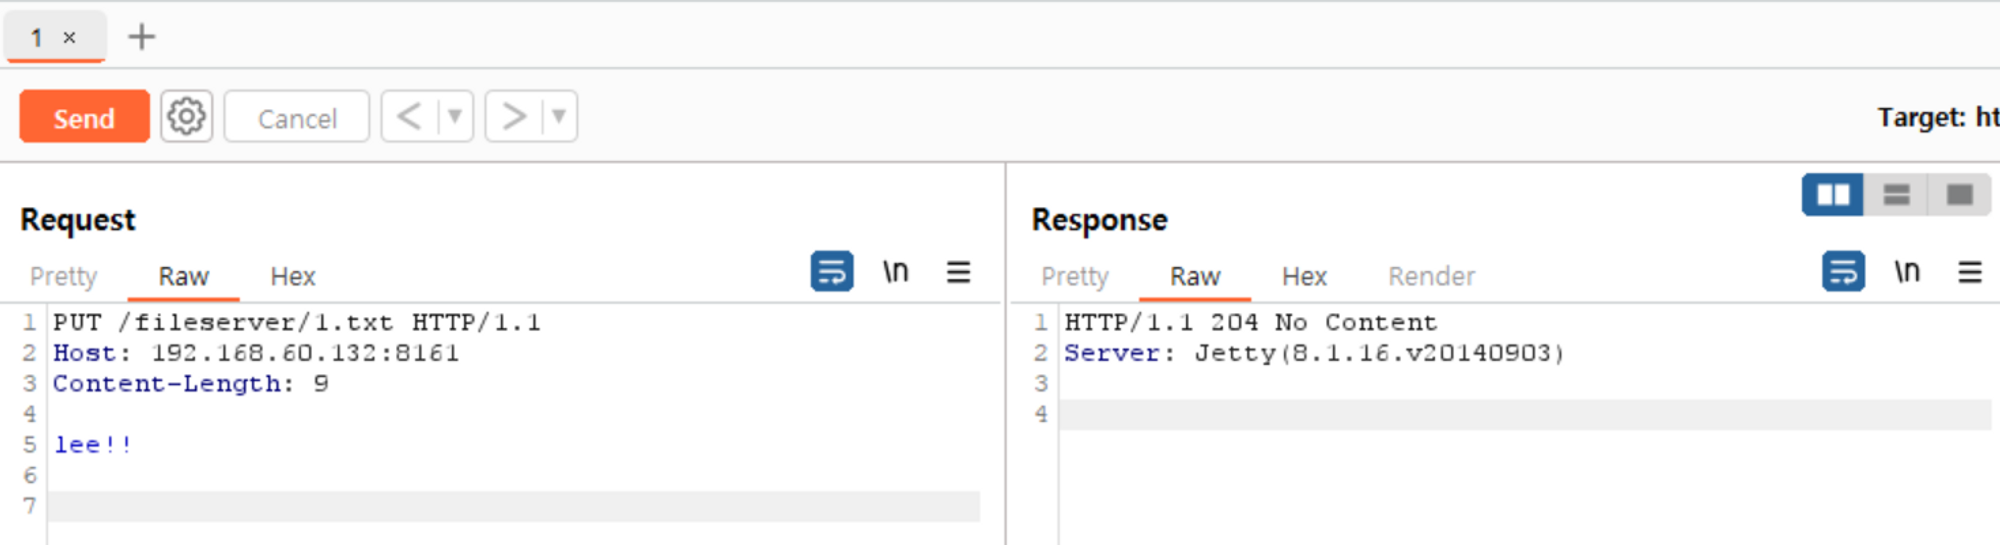 1 ×
Send Cancel < > Target: ht
Request
Pretty Raw Hex \n
1 PUT /fileserver/1.txt HTTP/1.1
2 Host: 192.168.60.132:8161
3 Content-Length: 9
4
5 lee!!
6
7
Response
Pretty Raw Hex Render \n
1 HTTP/1.1 204 No Content
2 Server: Jetty(8.1.16.v20140903)
3
4